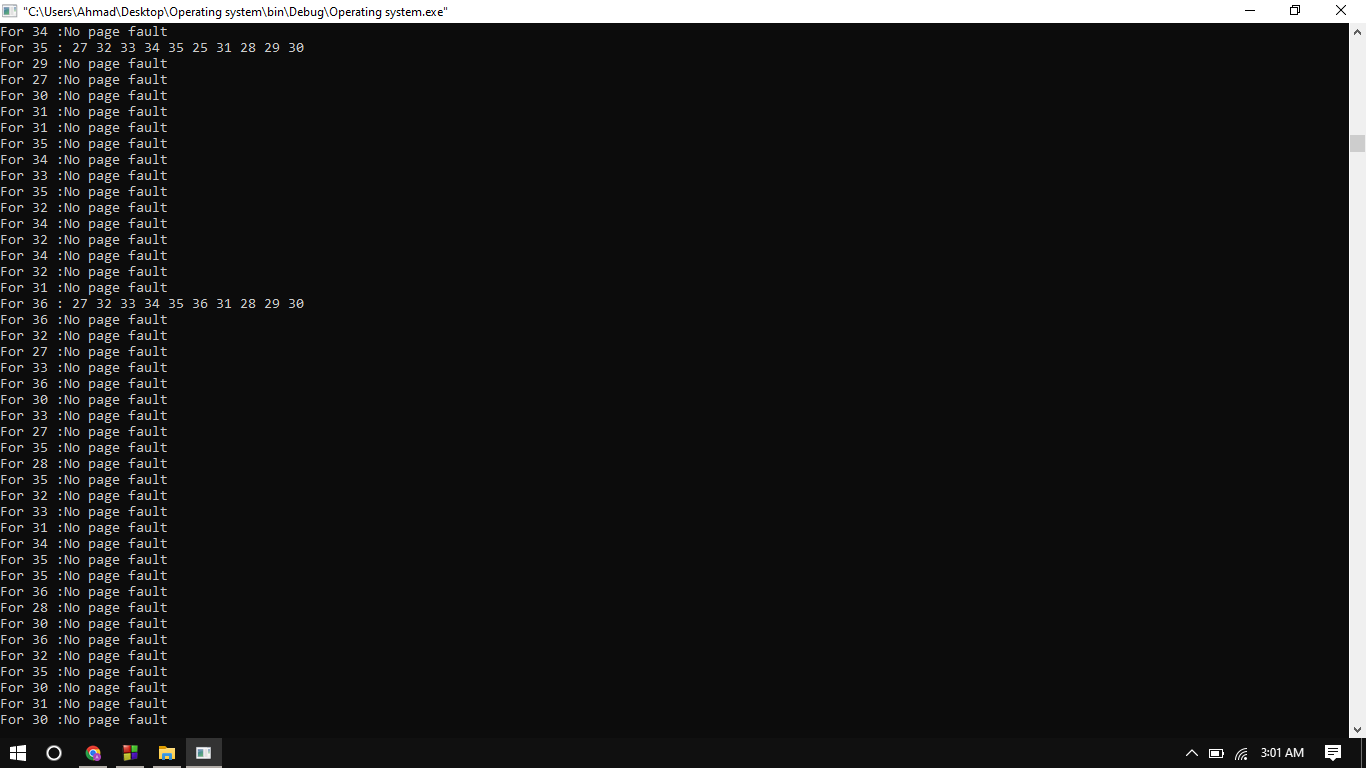 "C:\Users\Ahmad\Desktop\Operating system\bin\Debug\Operating system.exe"
For 34 :No page fault
For 35 : 27 32 33 34 35 25 31 28 29 30
For 29 :No page fault
For 27 :No page fault
For 30 :No page fault
For 31 :No page fault
For 31 :No page fault
For 35 :No page fault
For 34 :No page fault
For 33 :No page fault
For 35 :No page fault
For 32 :No page fault
For 34 :No page fault
For 32 :No page fault
For 34 :No page fault
For 32 :No page fault
For 31 :No page fault
For 36 : 27 32 33 34 35 36 31 28 29 30
For 36 :No page fault
For 32 :No page fault
For 27 :No page fault
For 33 :No page fault
For 36 :No page fault
For 30 :No page fault
For 33 :No page fault
For 27 :No page fault
For 35 :No page fault
For 28 :No page fault
For 35 :No page fault
For 32 :No page fault
For 33 :No page fault
For 31 :No page fault
For 34 :No page fault
For 35 :No page fault
For 35 :No page fault
For 36 :No page fault
For 28 :No page fault
For 30 :No page fault
For 36 :No page fault
For 32 :No page fault
For 35 :No page fault
For 30 :No page fault
For 31 :No page fault
For 30 :No page fault
3:01 AM